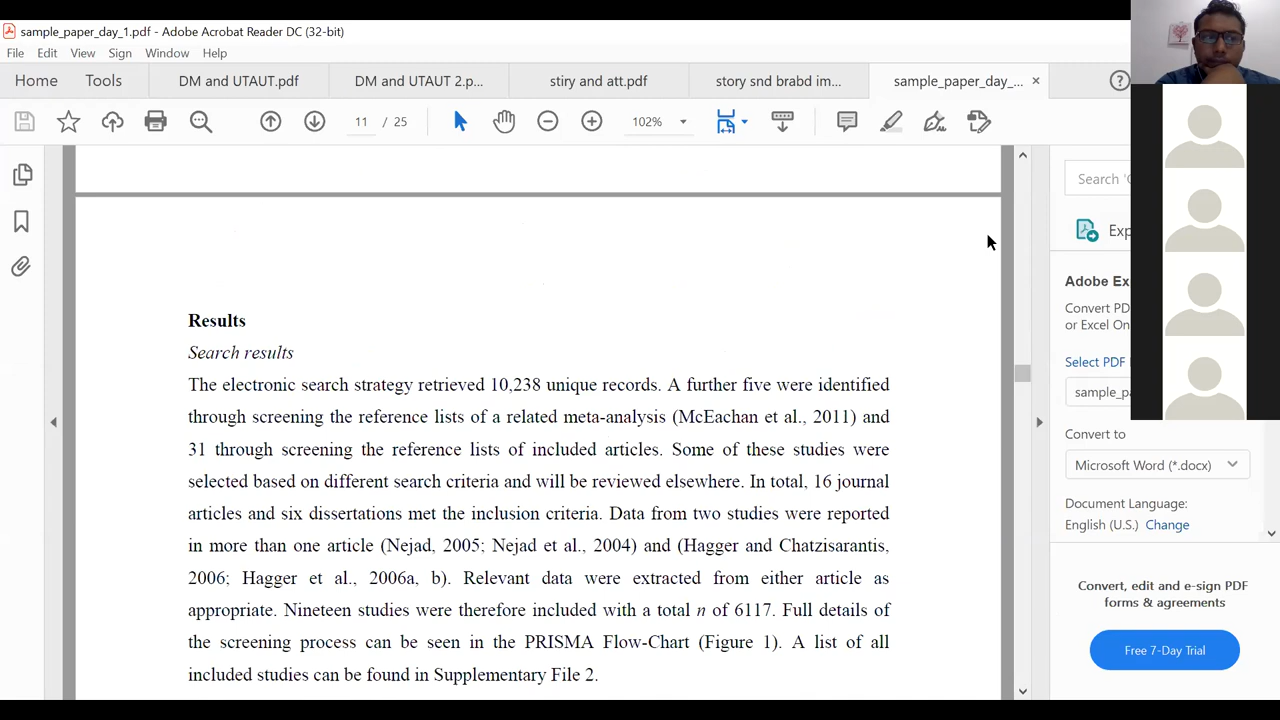 sample_paper_day_1.pdf - Adobe Acrobat Reader DC (32-bit)
File Edit View Sign Window Help
Home Tools DM and UTAUT.pdf DM and UTAUT 2.p... stiry and att.pdf story snd brabd im... sample_paper_day_... ×
11 / 25 102%
Search
Exp
Adobe Ex
Convert PD
or Excel On
Select PDF
sample_pa
Convert to
Microsoft Word (*.docx)
Document Language:
English (U.S.) Change
Convert, edit and e-sign PDF
forms & agreements
Free 7-Day Trial
Results
Search results
The electronic search strategy retrieved 10,238 unique records. A further five were identified
through screening the reference lists of a related meta-analysis (McEachan et al., 2011) and
31 through screening the reference lists of included articles. Some of these studies were
selected based on different search criteria and will be reviewed elsewhere. In total, 16 journal
articles and six dissertations met the inclusion criteria. Data from two studies were reported
in more than one article (Nejad, 2005; Nejad et al., 2004) and (Hagger and Chatzisarantis,
2006; Hagger et al., 2006a, b). Relevant data were extracted from either article as
appropriate. Nineteen studies were therefore included with a total n of 6117. Full details of
the screening process can be seen in the PRISMA Flow-Chart (Figure 1). A list of all
included studies can be found in Supplementary File 2.